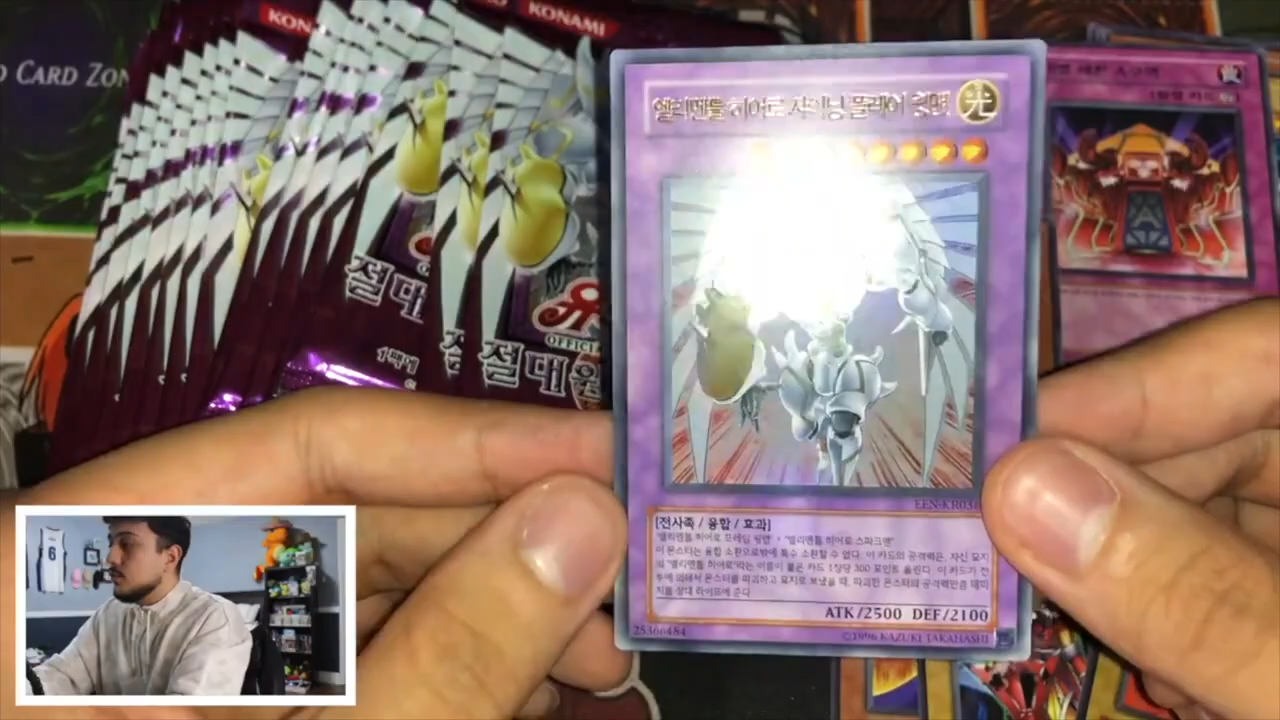 KONAMI
KONAMI
CARD ZON
엘리멘틀 히어로 샤이닝 플레어 윙맨
光
절대
절대
1팩에
OFFICI
EEN-KR03
[전사족 / 융합 / 효과]
"엘리멘틀 히어로 프레임 윙맨" + "엘리멘틀 히어로 스파크맨"
이 몬스터는 융합 소환으로밖에 특수 소환할 수 없다. 이 카드의 공격력은, 자신 묘지
의 "엘리멘틀 히어로"라는 이름이 붙은 카드 1장당 300 포인트 올린다. 이 카드가 전
투에 의해서 몬스터를 파괴하고 묘지로 보냈을 때, 파괴한 몬스터의 공격력만큼 데미
지를 상대 라이프에 준다
ATK/2500 DEF/2100
25366484
©1996 KAZUKI TAKAHASHI
6